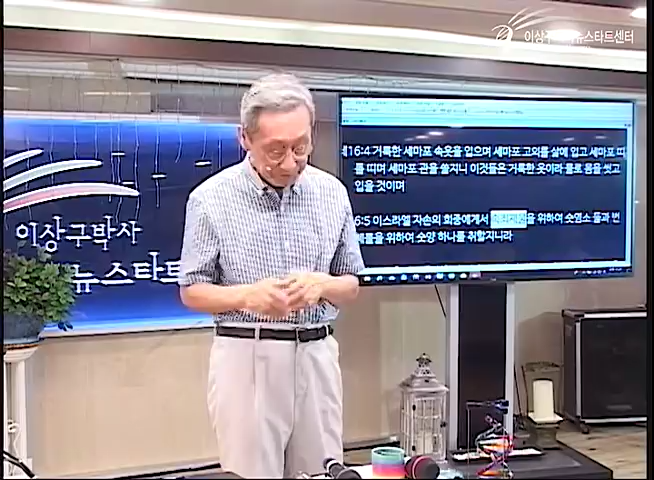 이상구박사뉴스타트센터
16:4 거룩한 세마포 속옷을 입으며 세마포 고의를 살에 입고 세마포 띠
를 띠며 세마포 관을 쓸지니 이것들은 거룩한 옷이라 물로 몸을 씻고
입을 것이며
이상구박사
6:5 이스라엘 자손의 회중에게서 을 위하여 숫염소 둘과 번
제물을 위하여 숫양 하나를 취할지니라
뉴스타트